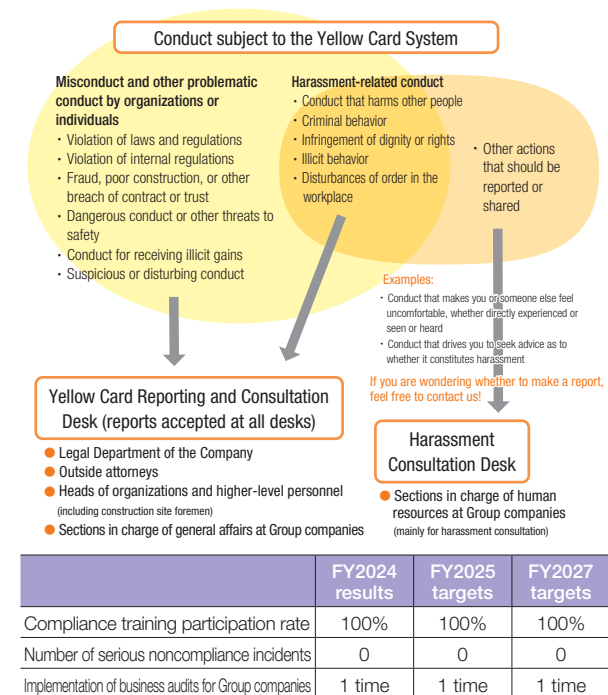 Conduct subject to the Yellow Card System
Misconduct and other problematic
conduct by organizations or
individuals
・Violation of laws and regulations
・Violation of internal regulations
・Fraud, poor construction, or other
breach of contract or trust
・Dangerous conduct or other threats to
safety
・Conduct for receiving illicit gains
・Suspicious or disturbing conduct
Harassment-related conduct
・Conduct that harms other people
・Criminal behavior
・Infringement of dignity or rights
・Illicit behavior
・Disturbances of order in the
workplace
・Other actions
that should be
reported or
shared
Examples:
・Conduct that makes you or someone else feel
uncomfortable, whether directly experienced or
seen or heard
・Conduct that drives you to seek advice as to
whether it constitutes harassment
If you are wondering whether to make a report,
feel free to contact us!
Yellow Card Reporting and Consultation
Desk (reports accepted at all desks)
● Legal Department of the Company
● Outside attorneys
● Heads of organizations and higher-level personnel
(including construction site foremen)
● Sections in charge of general affairs at Group companies
Harassment
Consultation Desk
● Sections in charge of human
resources at Group companies
(mainly for harassment consultation)
FY2024 results FY2025 targets FY2027 targets
Compliance training participation rate 100% 100% 100%
Number of serious noncompliance incidents 0 0 0
Implementation of business audits for Group companies 1 time 1 time 1 time